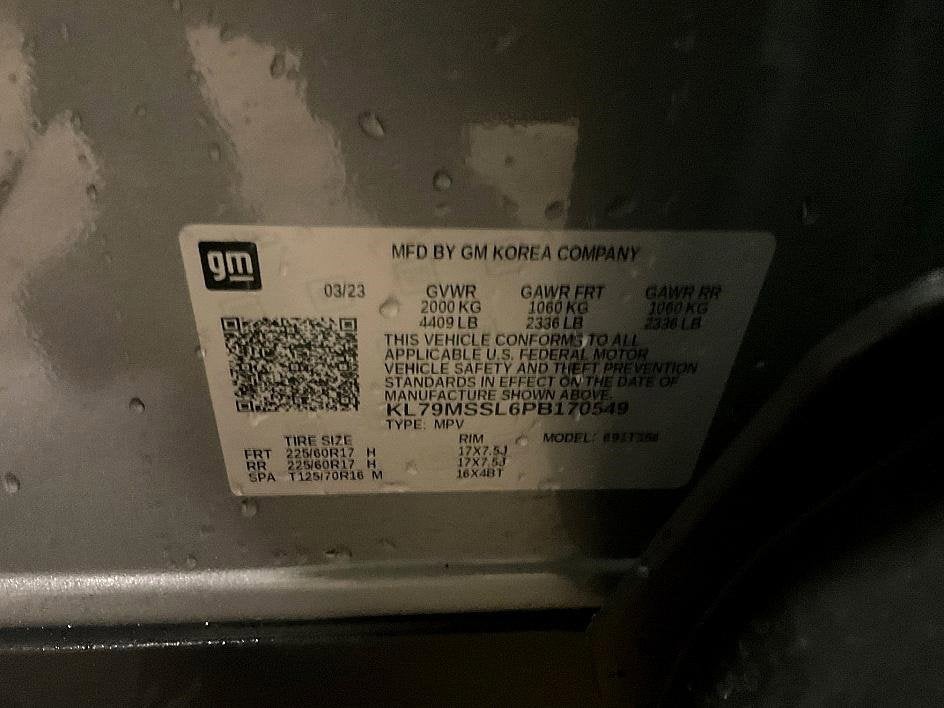 gm
MFD BY GM KOREA COMPANY
03/23 GVWR GAWR FRT GAWR RR
2000 KG 1060 KG 1060 KG
4409 LB 2336 LB 2336 LB
THIS VEHICLE CONFORMS TO ALL
APPLICABLE U.S. FEDERAL MOTOR
VEHICLE SAFETY AND THEFT PREVENTION
STANDARDS IN EFFECT ON THE DATE OF
MANUFACTURE SHOWN ABOVE.
KL79MSSL6PB170549
TYPE: MPV
TIRE SIZE RIM MODEL:
FRT 225/60R17 H 17X7.5J
RR 225/60R17 H 17X7.5J
SPA T125/70R16 M 16X4BT